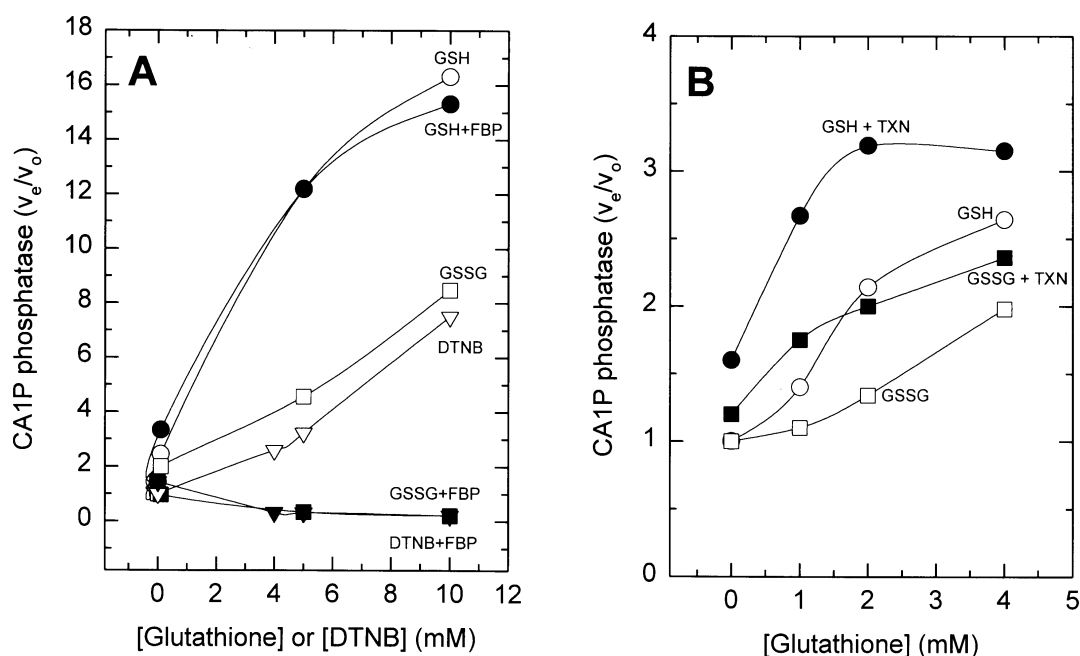 A
CA1P phosphatase (ve/vo)
18
16
14
12
10
8
6
4
2
0
GSH
GSH+FBP
GSSG
DTNB
GSSG+FBP
DTNB+FBP
0 2 4 6 8 10 12
[Glutathione] or [DTNB] (mM)
B
CA1P phosphatase (ve/vo)
4
3
2
1
0
GSH + TXN
GSH
GSSG + TXN
GSSG
0 1 2 3 4 5
[Glutathione] (mM)